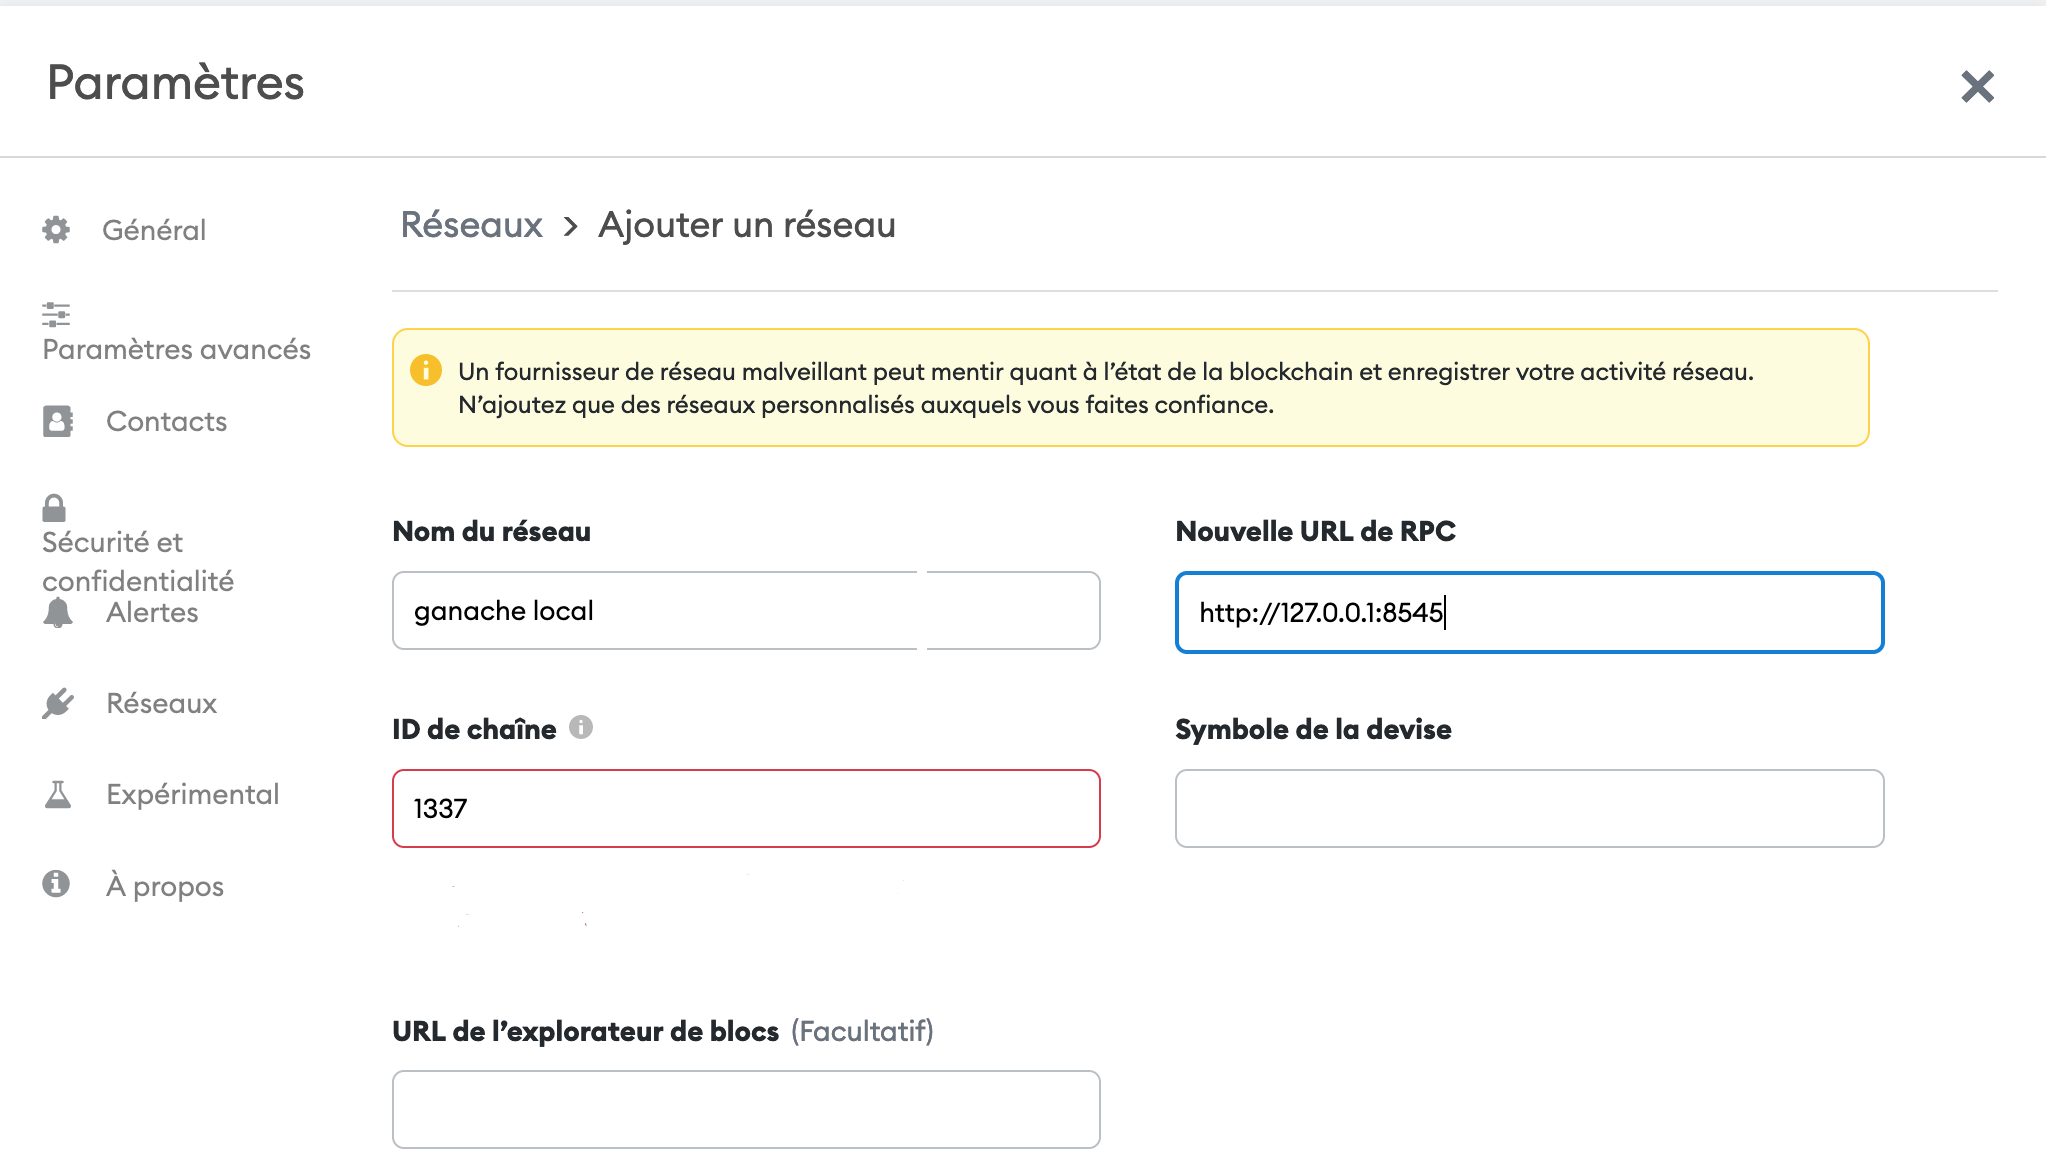 Paramètres
Général
Paramètres avancés
Contacts
Sécurité et
confidentialité
Alertes
Réseaux
Expérimental
À propos
Réseaux > Ajouter un réseau
Un fournisseur de réseau malveillant peut mentir quant à l’état de la blockchain et enregistrer votre activité réseau.
N’ajoutez que des réseaux personnalisés auxquels vous faites confiance.
Nom du réseau
ganache local
Nouvelle URL de RPC
http://127.0.0.1:8545
ID de chaîne
1337
Symbole de la devise
URL de l’explorateur de blocs (Facultatif)